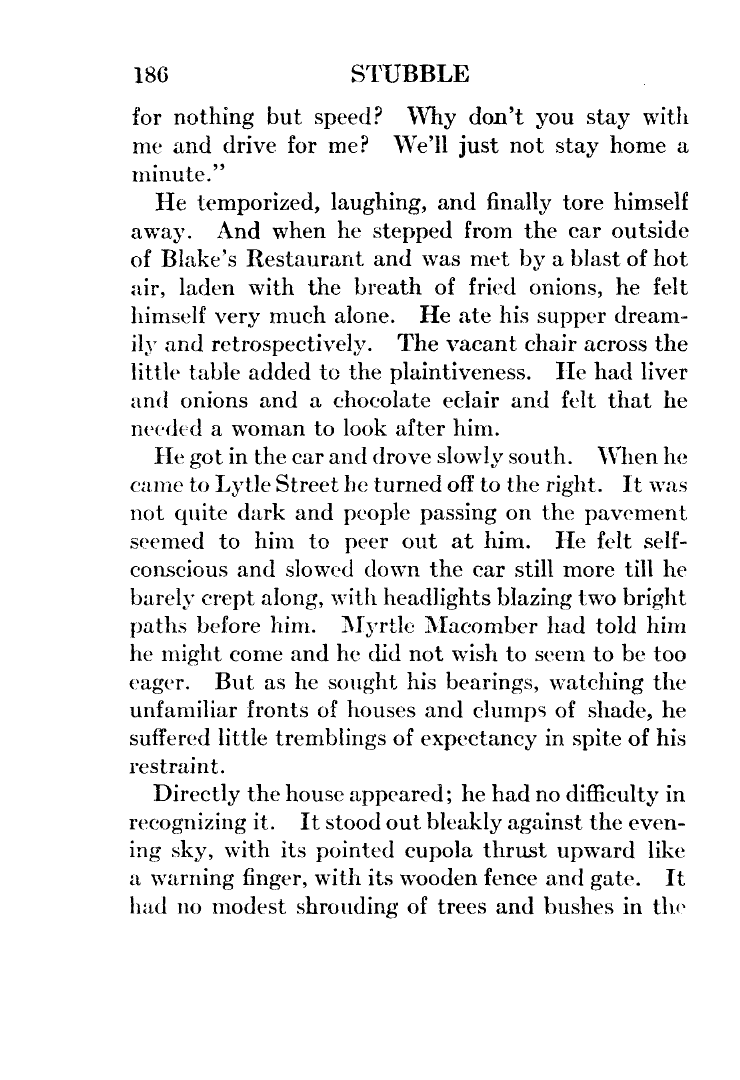 186 STUBBLE
for nothing but speed? Why don't you stay with
me and drive for me? We'll just not stay home a
minute."
He temporized, laughing, and finally tore himself
away. And when he stepped from the car outside
of Blake's Restaurant and was met by a blast of hot
air, laden with the breath of fried onions, he felt
himself very much alone. He ate his supper dream-
ily and retrospectively. The vacant chair across the
little table added to the plaintiveness. He had liver
and onions and a chocolate eclair and felt that he
needed a woman to look after him.
He got in the car and drove slowly south. When he
came to Lytle Street he turned off to the right. It was
not quite dark and people passing on the pavement
seemed to him to peer out at him. He felt self-
conscious and slowed down the car still more till he
barely crept along, with headlights blazing two bright
paths before him. Myrtle Macomber had told him
he might come and he did not wish to seem to be too
eager. But as he sought his bearings, watching the
unfamiliar fronts of houses and clumps of shade, he
suffered little tremblings of expectancy in spite of his
restraint.
Directly the house appeared; he had no difficulty in
recognizing it. It stood out bleakly against the even-
ing sky, with its pointed cupola thrust upward like
a warning finger, with its wooden fence and gate. It
had no modest shrouding of trees and bushes in the